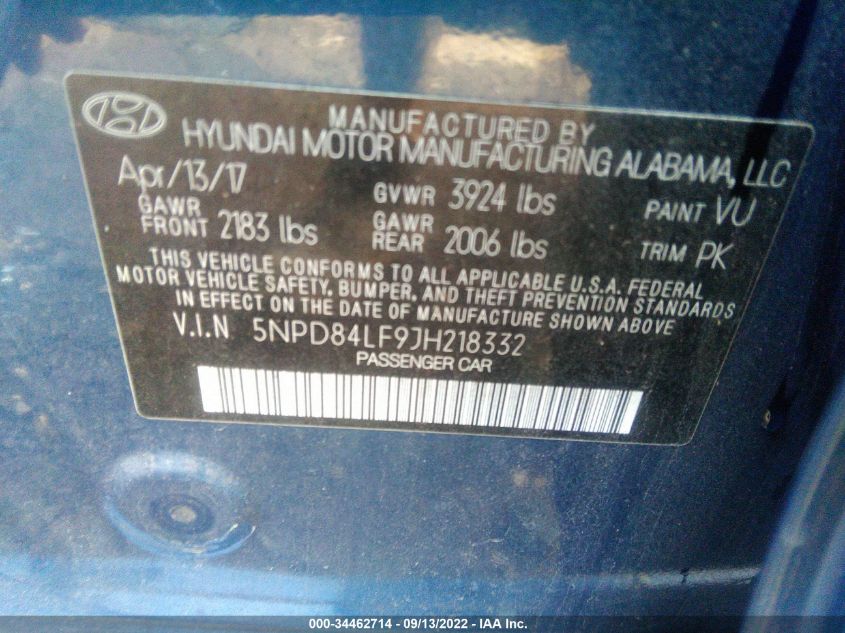 MANUFACTURED BY
HYUNDAI MOTOR MANUFACTURING ALABAMA, LLC
Apr/13/17 GVWR 3924 lbs PAINT VU
GAWR FRONT 2183 lbs GAWR REAR 2006 lbs TRIM PK
THIS VEHICLE CONFORMS TO ALL APPLICABLE U.S.A. FEDERAL
MOTOR VEHICLE SAFETY, BUMPER, AND THEFT PREVENTION STANDARDS
IN EFFECT ON THE DATE OF MANUFACTURE SHOWN ABOVE
V.I.N 5NPD84LF9JH218332
PASSENGER CAR
000-34462714 - 09/13/2022 - IAA Inc.